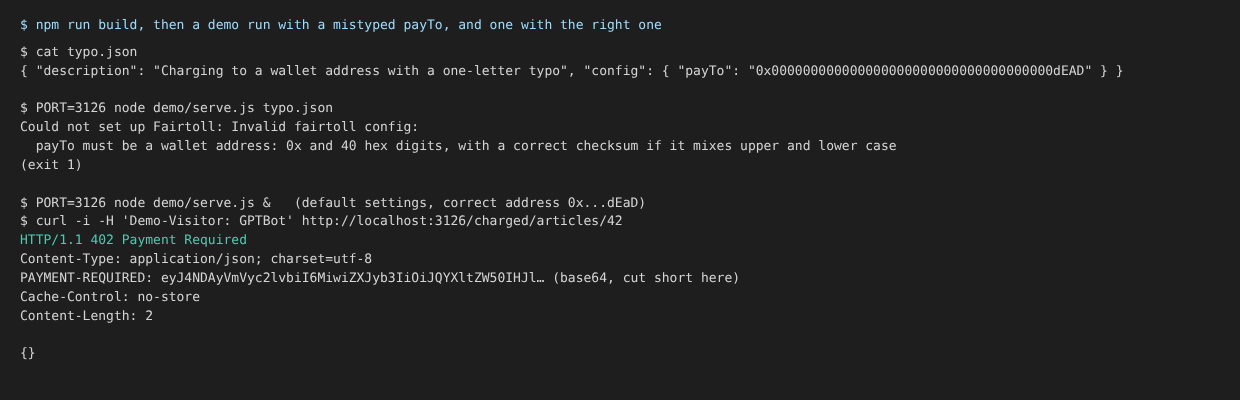 $ npm run build, then a demo run with a mistyped payTo, and one with the right one
$ cat typo.json
{ "description": "Charging to a wallet address with a one-letter typo", "config": { "payTo": "0x000000000000000000000000000000000000dEAD" } }
$ PORT=3126 node demo/serve.js typo.json
Could not set up Fairtoll: Invalid fairtoll config:
payTo must be a wallet address: 0x and 40 hex digits, with a correct checksum if it mixes upper and lower case
(exit 1)
$ PORT=3126 node demo/serve.js &   (default settings, correct address 0x...dEaD)
$ curl -i -H 'Demo-Visitor: GPTBot' http://localhost:3126/charged/articles/42
HTTP/1.1 402 Payment Required
Content-Type: application/json; charset=utf-8
PAYMENT-REQUIRED: eyJ4NDAyVmVyc2lvbiI6MiwiZXJyb3IiOiJQYXltZW50IHJl… (base64, cut short here)
Cache-Control: no-store
Content-Length: 2
{}